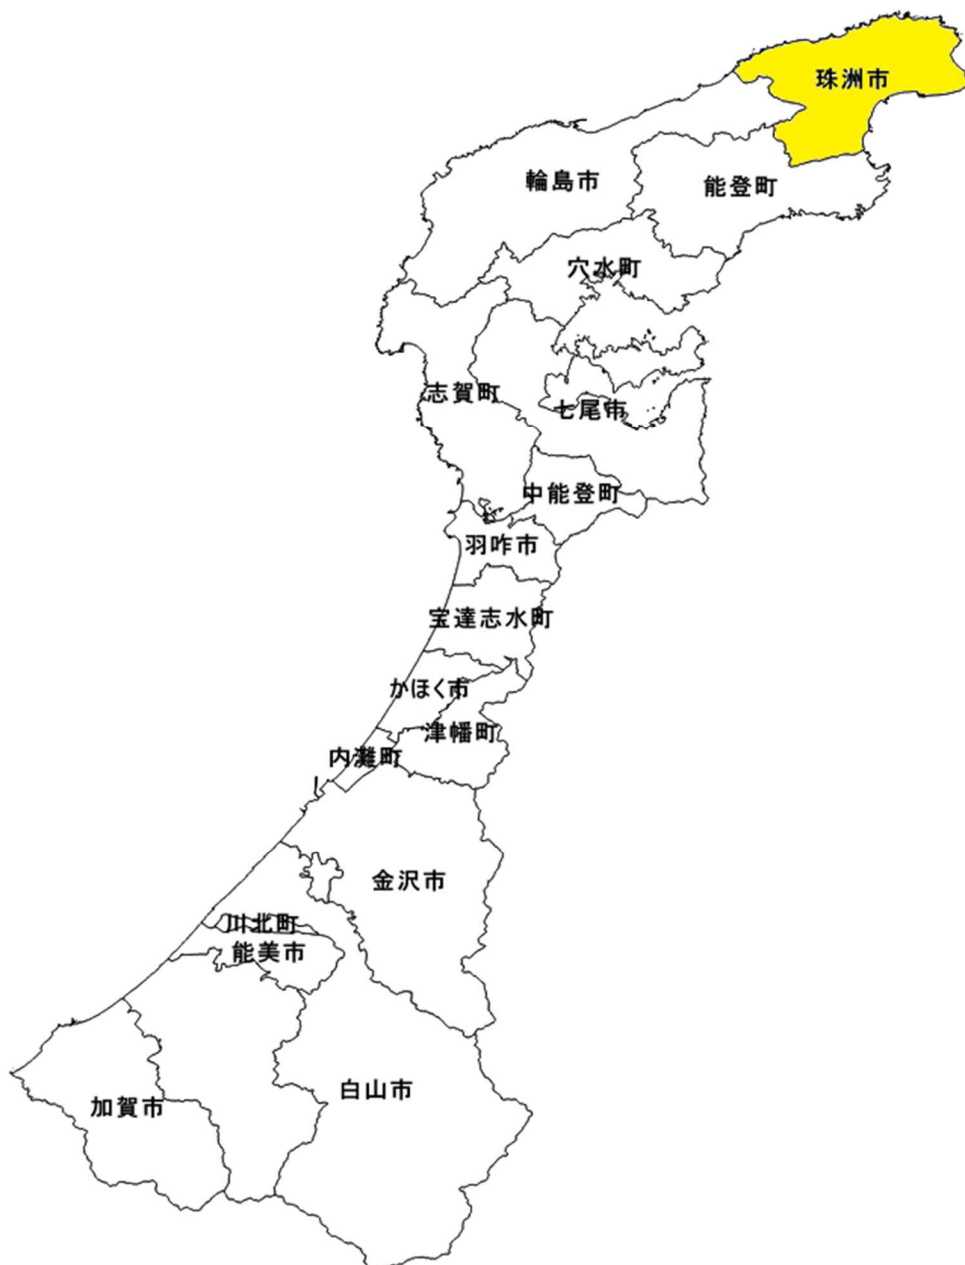 珠洲市
輪島市
能登町
穴水町
志賀町
七尾市
中能登町
羽咋市
宝達志水町
かほく市
津幡町
内灘町
金沢市
川北町
能美市
白山市
加賀市